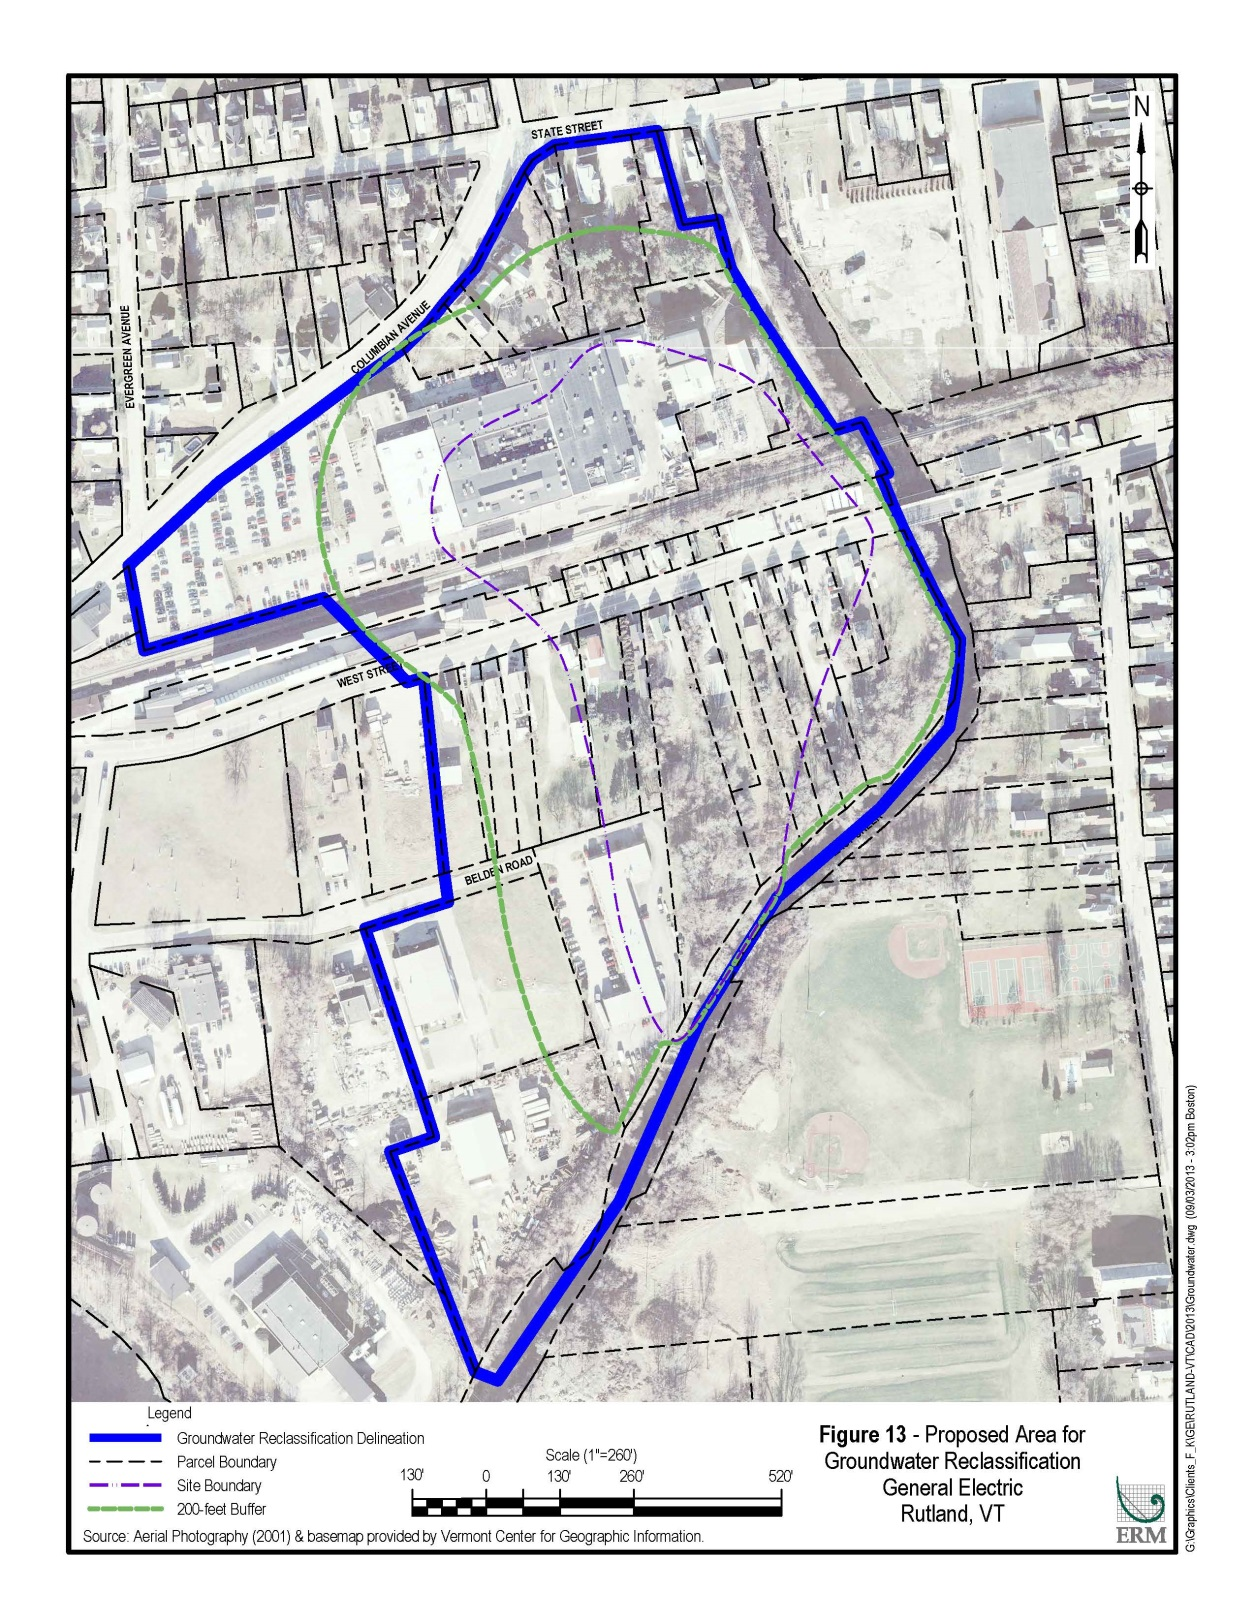 N
STATE STREET
COLUMBIAN AVENUE
EVERGREEN AVENUE
WEST STREET
BELDEN ROAD
Legend
Groundwater Reclassification Delineation
Parcel Boundary
Site Boundary
200-feet Buffer
Scale (1"=260')
130' 0 130' 260' 520'
Source: Aerial Photography (2001) & basemap provided by Vermont Center for Geographic Information.
Figure 13 - Proposed Area for
Groundwater Reclassification
General Electric
Rutland, VT
ERM
G:\Graphics\Clients_F_K\GE\RUTLAND-VT\CAD\2013\Groundwater.dwg (09/03/2013 - 3:02pm Boston)